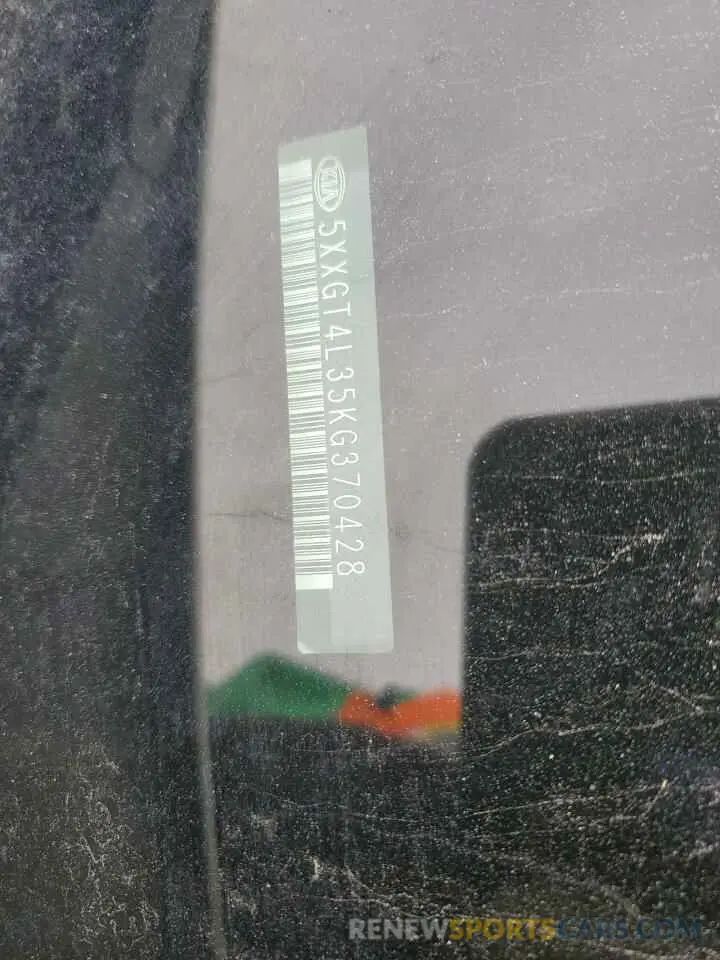 KIA
5XXGT4L35KG370428
RENEWSPORTSCARS.COM